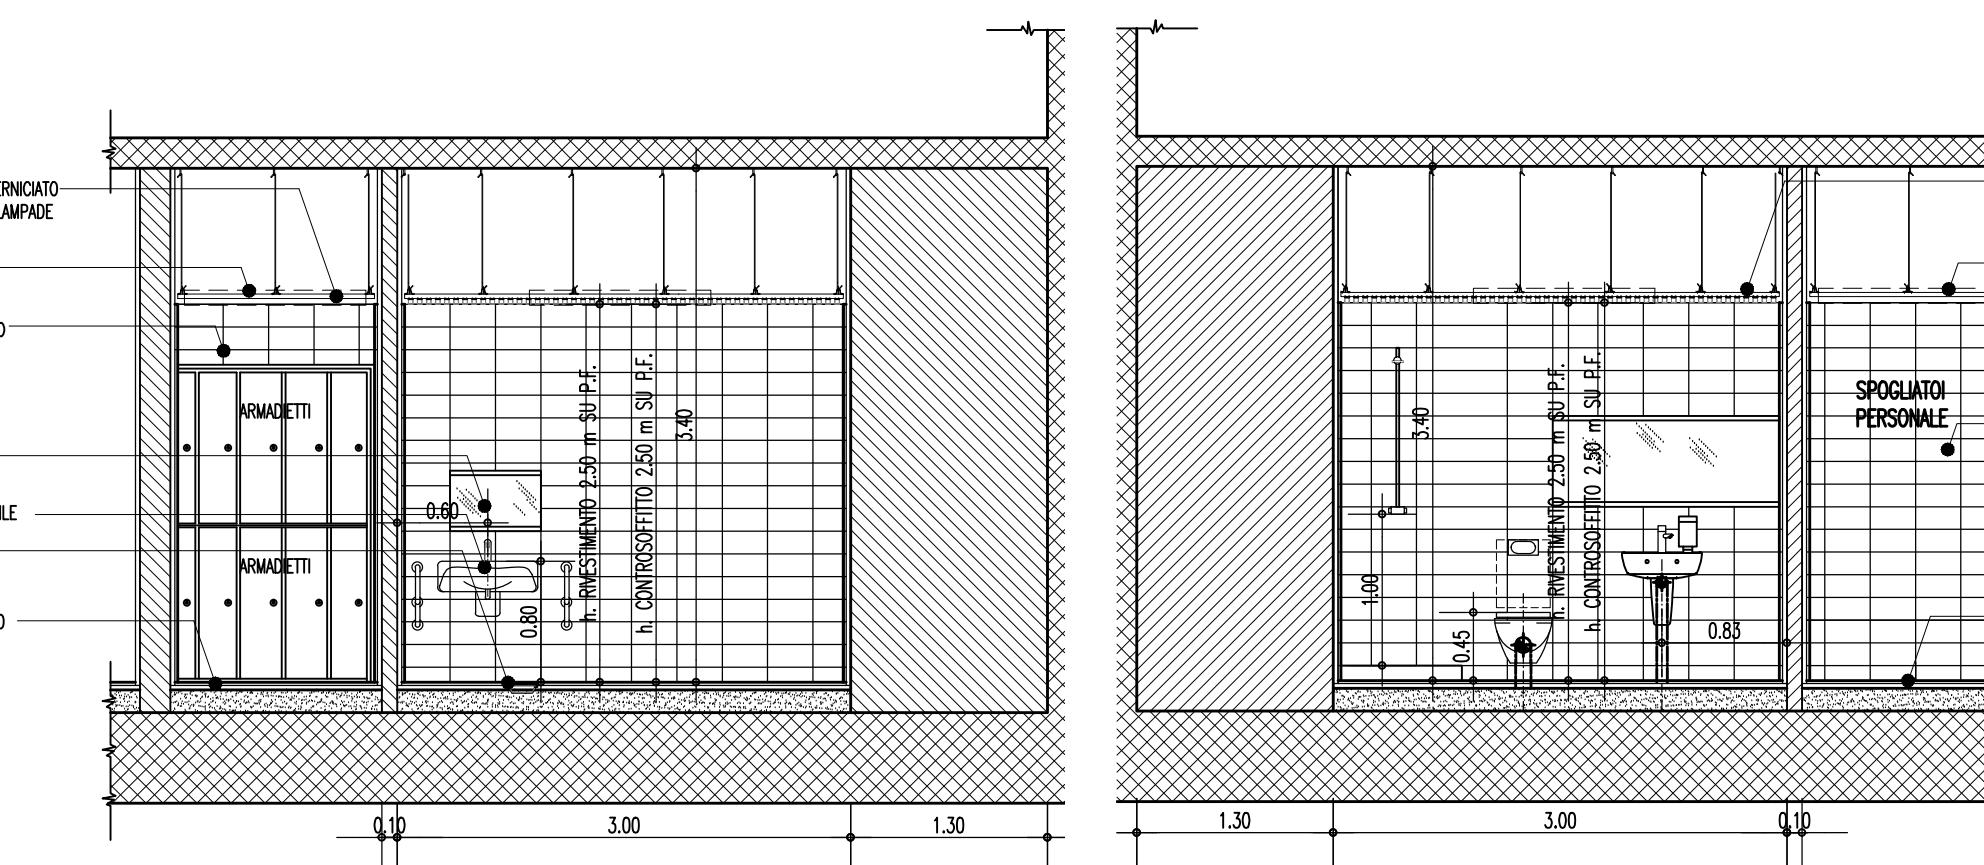 ERNICIATO
LAMPADE
ARMADIETTI
ARMADIETTI
0.60
0.80
h. RIVESTIMENTO 2.50 m SU P.F.
h. CONTROSOFFITTO 2.50 m SU P.F.
3.40
0.10
3.00
1.30
3.40
1.00
0.45
h. RIVESTIMENTO 2.50 m SU P.F.
h. CONTROSOFFITTO 2.50 m SU P.F.
0.83
SPOGLIATOI
PERSONALE
1.30
3.00
0.10